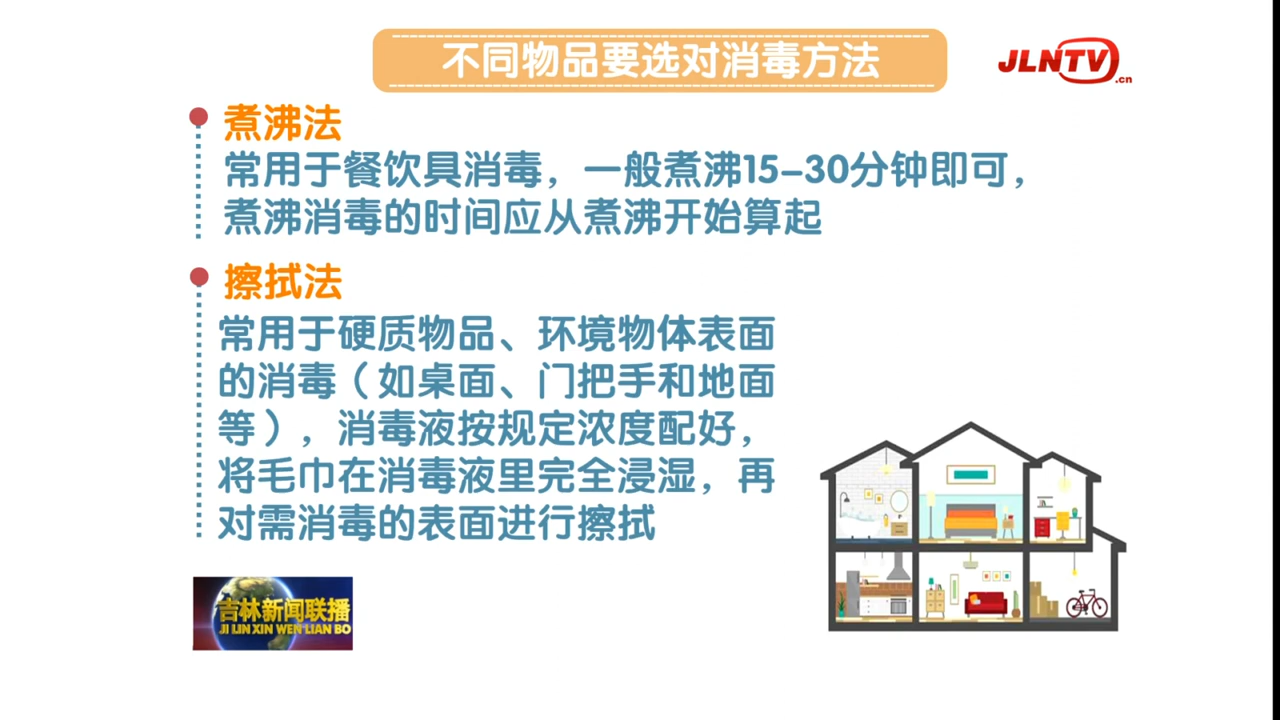 不同物品要选对消毒方法
JLNTV.cn
煮沸法
常用于餐饮具消毒，一般煮沸15-30分钟即可，
煮沸消毒的时间应从煮沸开始算起
擦拭法
常用于硬质物品、环境物体表面
的消毒（如桌面、门把手和地面
等），消毒液按规定浓度配好，
将毛巾在消毒液里完全浸湿，再
对需消毒的表面进行擦拭
吉林新闻联播
JI LIN XIN WEN LIAN BO